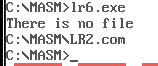 C:\MASM>lr6.exe
There is no file
C:\MASM\LR2.com
C:\MASM>_